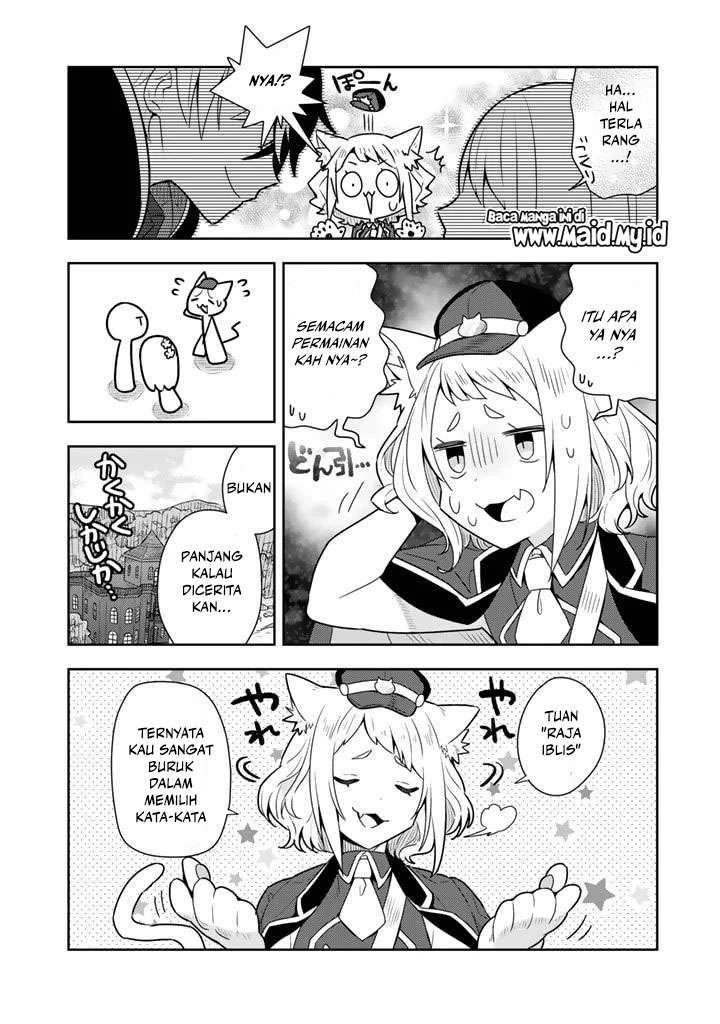 HA...
HAL
TERLA
RANG
...!
ぽーん
NYA!?
Baca Manga ini di
www.Maid.My.id
ITU APA
YA NYA
...?
SEMACAM
PERMAINAN
KAH NYA~?
どん引...
BUKAN
PANJANG
KALAU
DICERITA
KAN...
かくかく
しかじか...
TUAN
"RAJA
IBLIS"
やれ
やれ
TERNYATA
KAU SANGAT
BURUK
DALAM
MEMILIH
KATA-KATA